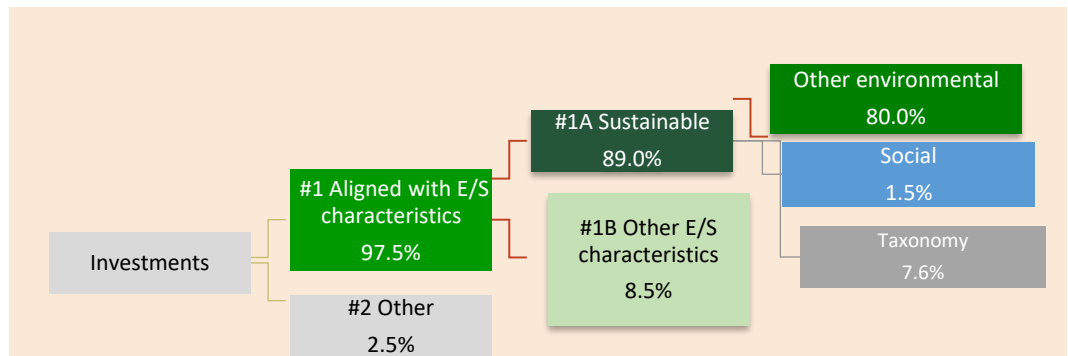 Investments
#1 Aligned with E/S
characteristics
97.5%
#2 Other
2.5%
#1A Sustainable
89.0%
#1B Other E/S
characteristics
8.5%
Other environmental
80.0%
Social
1.5%
Taxonomy
7.6%